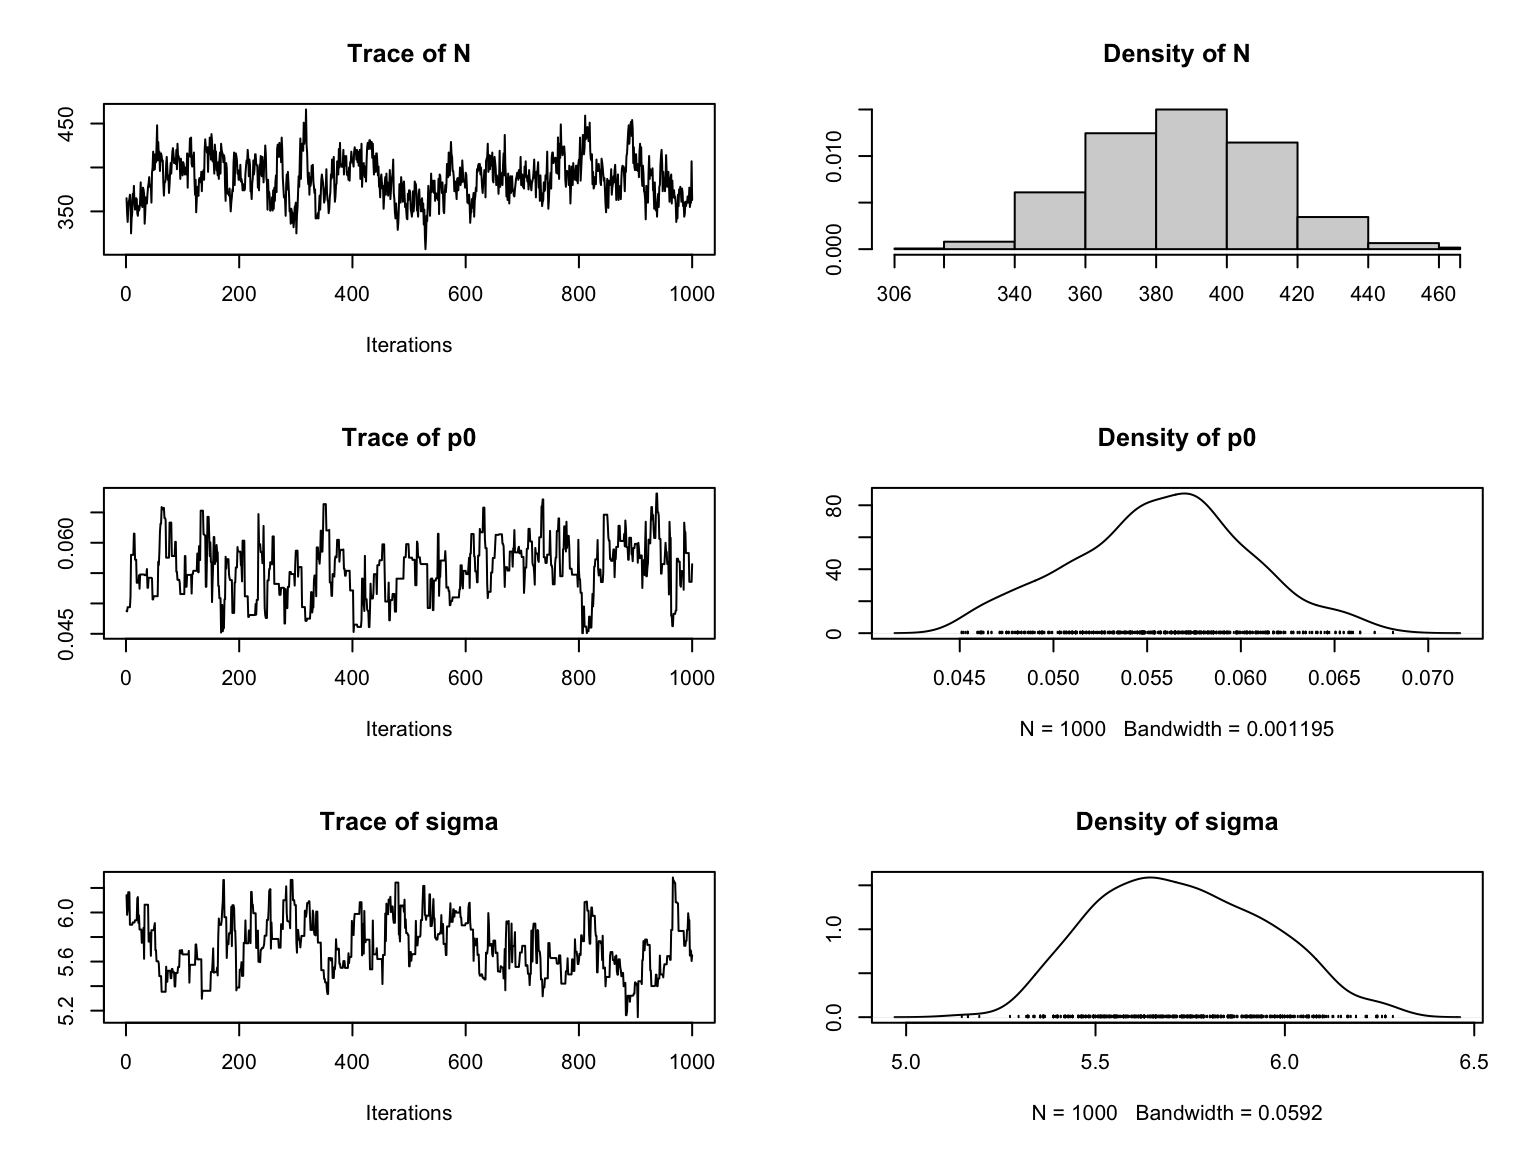 Trace of N
Density of N
450
350
0 200 400 600 800 1000
Iterations
0.010
0.000
306 340 360 380 400 420 440 460
Trace of p0
Density of p0
0.060
0.045
0 200 400 600 800 1000
Iterations
80
40
0
0.045 0.050 0.055 0.060 0.065 0.070
N = 1000 Bandwidth = 0.001195
Trace of sigma
Density of sigma
6.0
5.6
5.2
0 200 400 600 800 1000
Iterations
1.0
0.0
5.0 5.5 6.0 6.5
N = 1000 Bandwidth = 0.0592